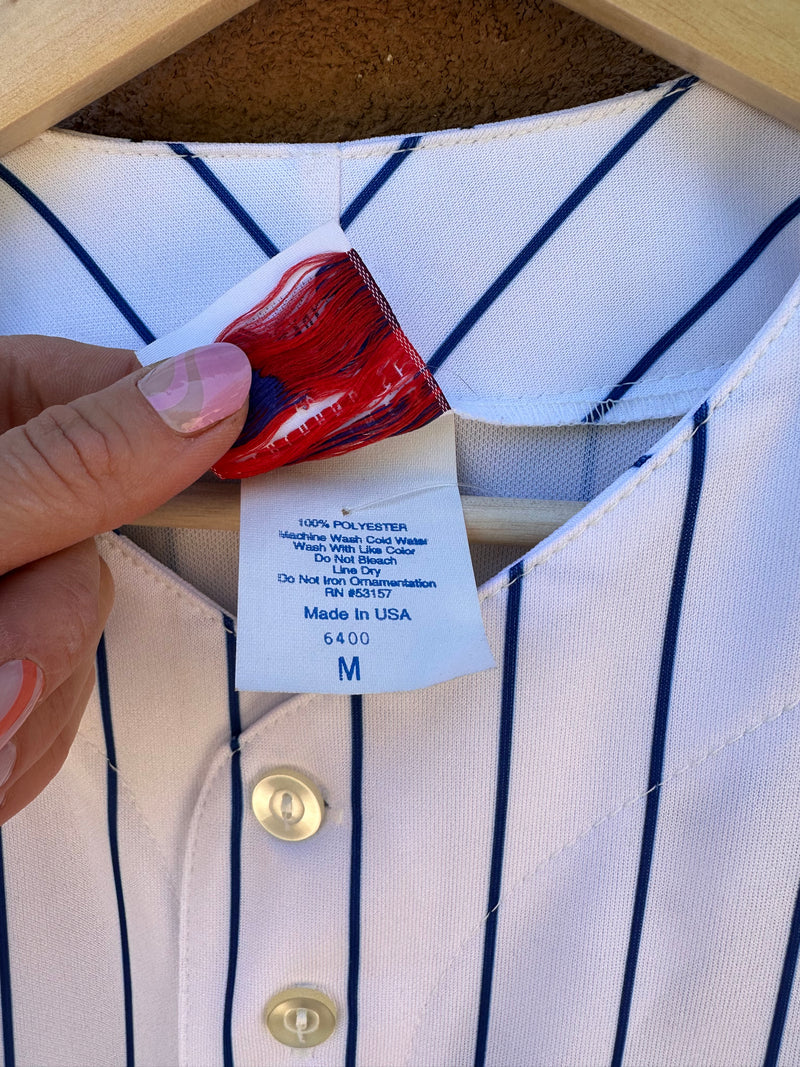 100% POLYESTER
Machine Wash Cold Water
Wash With Like Color
Do Not Bleach
Line Dry
Do Not Iron Ornamentation
RN #53157
Made In USA
6400
M